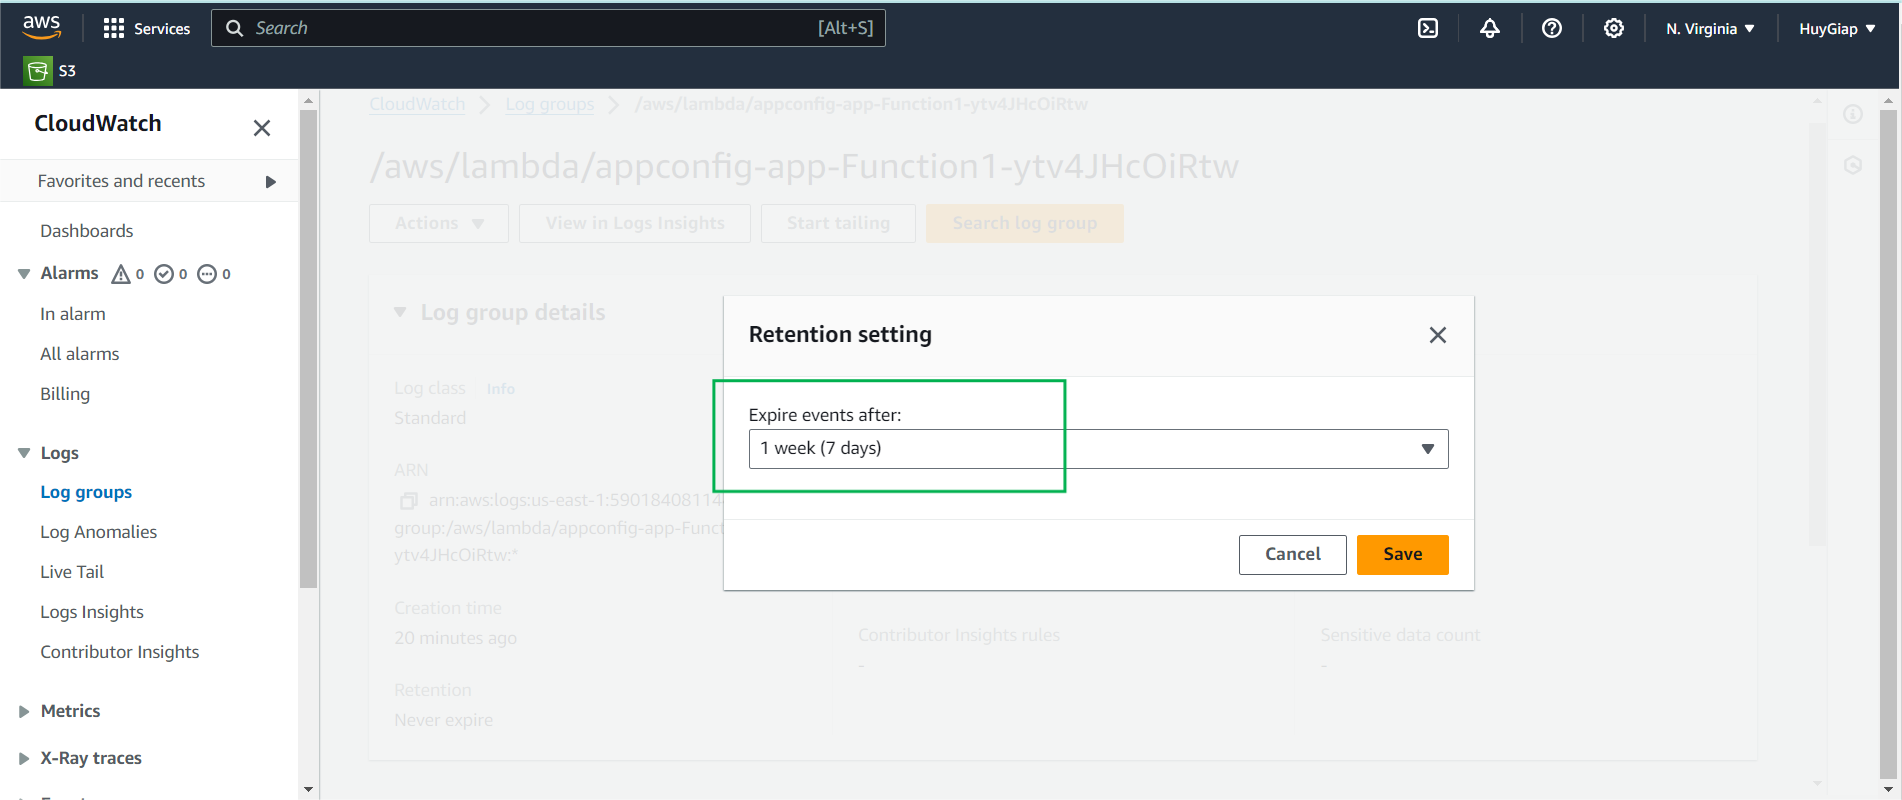 aws
Services
Search
[Alt+S]
N. Virginia
HuyGiap
S3
CloudWatch
Favorites and recents
Dashboards
Alarms 0 0 0
In alarm
All alarms
Billing
Logs
Log groups
Log Anomalies
Live Tail
Logs Insights
Contributor Insights
Metrics
X-Ray traces
CloudWatch
Log groups
/aws/lambda/appconfig-app-Function1-ytv4JHcOiRtw
/aws/lambda/appconfig-app-Function1-ytv4JHcOiRtw
Actions
View in Logs Insights
Start tailing
Search log group
Log group details
Log class Info
Standard
ARN
arn:aws:logs:us-east-1:59018408114
group:/aws/lambda/appconfig-app-Funct
ytv4JHcOiRtw:*
Creation time
20 minutes ago
Retention
Never expire
Contributor Insights rules
-
Sensitive data count
-
Retention setting
Expire events after:
1 week (7 days)
Cancel
Save